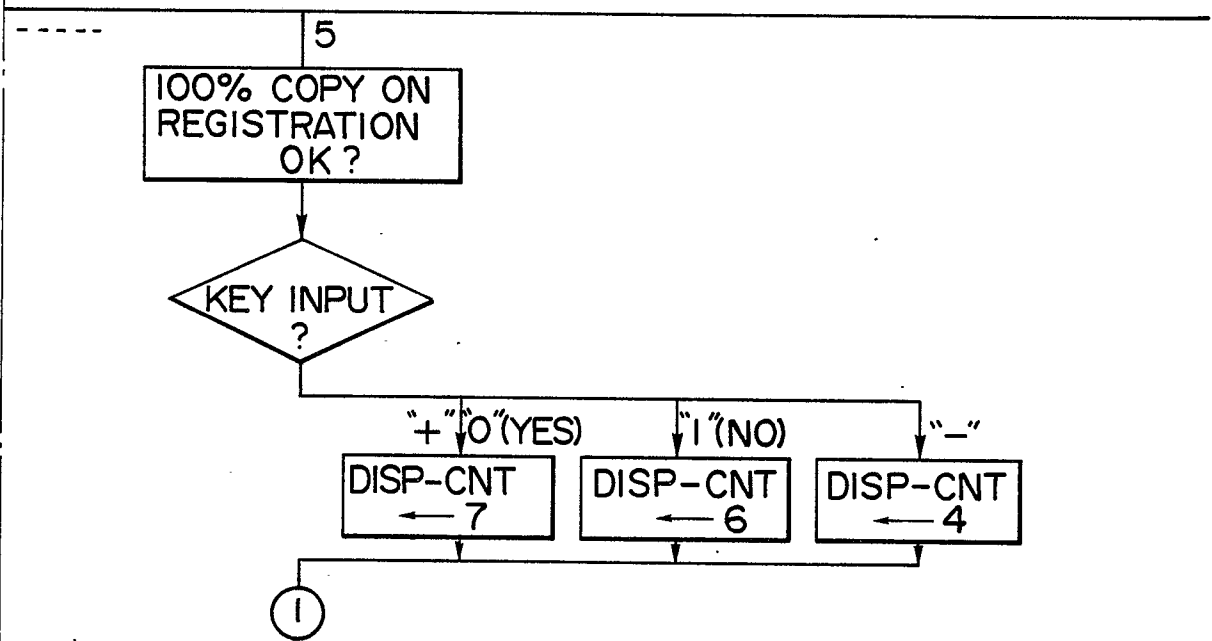 5
100% COPY ON
REGISTRATION
OK ?
KEY INPUT
?
"+" "0" (YES)
"1" (NO)
"−"
DISP-CNT
← 7
DISP-CNT
← 6
DISP-CNT
← 4
1